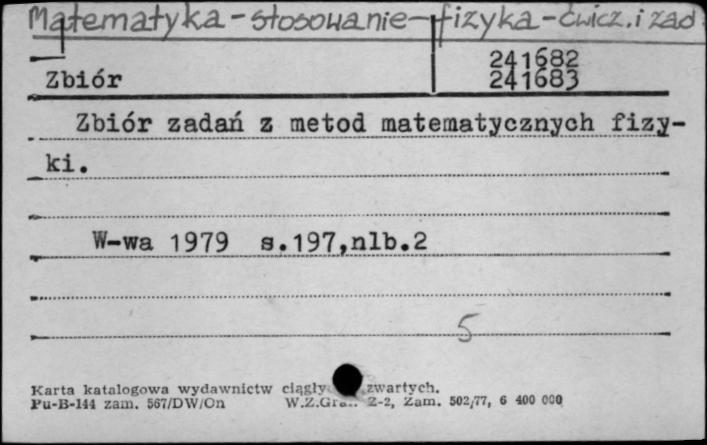 Matematyka-stosowanie-fizyka-ćwicz. i zad
241682
Zbiór 241683
Zbiór zadań z metod matematycznych fizy-
ki.
W-wa 1979 s.197,nlb.2
5
Karta katalogowa wydawnictw ciągły zwartych.
Pu-B-144 zam. 567/DW/On W.Z.Graf. Z-2, Zam. 502/77, 6 400 000